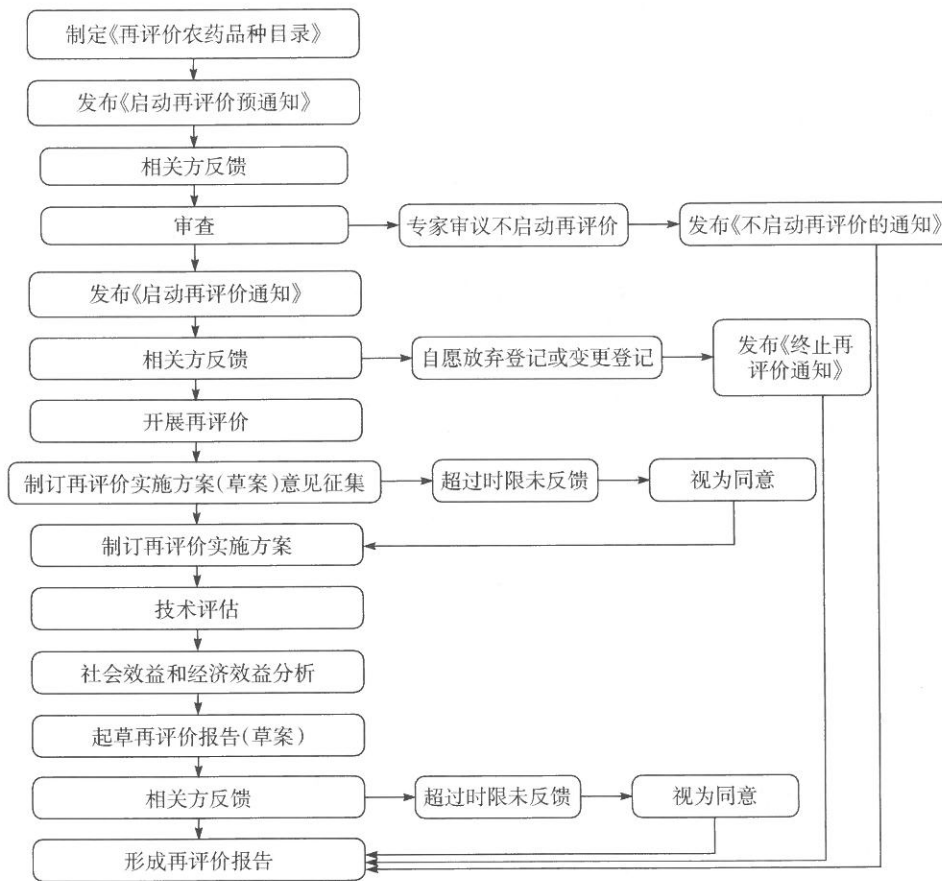 制定《再评价农药品种目录》
发布《启动再评价预通知》
相关方反馈
审查
专家审议不启动再评价
发布《不启动再评价的通知》
发布《启动再评价通知》
相关方反馈
自愿放弃登记或变更登记
发布《终止再
评价通知》
开展再评价
制订再评价实施方案(草案)意见征集
超过时限未反馈
视为同意
制订再评价实施方案
技术评估
社会效益和经济效益分析
起草再评价报告(草案)
相关方反馈
超过时限未反馈
视为同意
形成再评价报告